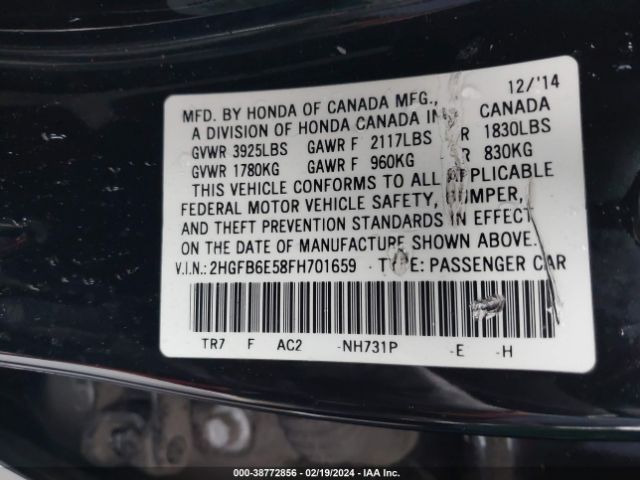 12/'14
MFD. BY HONDA OF CANADA MFG.,
A DIVISION OF HONDA CANADA IN CANADA
GVWR 3925LBS GAWR F 2117LBS R 1830LBS
GVWR 1780KG GAWR F 960KG R 830KG
THIS VEHICLE CONFORMS TO ALL APPLICABLE
FEDERAL MOTOR VEHICLE SAFETY, BUMPER,
AND THEFT PREVENTION STANDARDS IN EFFECT
ON THE DATE OF MANUFACTURE SHOWN ABOVE.
V.I.N.: 2HGFB6E58FH701659 TYPE: PASSENGER CAR
TR7 F AC2 -NH731P -E -H
000-38772856 - 02/19/2024 - IAA Inc.